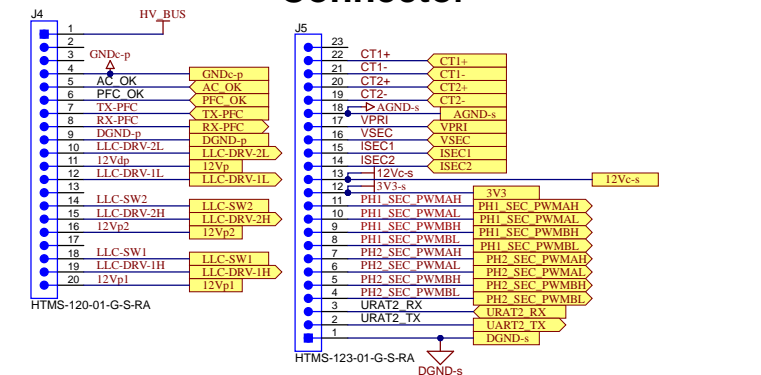 Connector
J4
HV_BUS
1
2
3 GNDc-p
4 GNDc-p
5 AC_OK AC_OK
6 PFC_OK PFC_OK
7 TX-PFC TX-PFC
8 RX-PFC RX-PFC
9 DGND-p DGND-p
10 LLC-DRV-2L LLC-DRV-2L
11 12Vdp 12Vp
12 LLC-DRV-1L LLC-DRV-1L
13
14 LLC-SW2 LLC-SW2
15 LLC-DRV-2H LLC-DRV-2H
16 12Vp2 12Vp2
17
18 LLC-SW1 LLC-SW1
19 LLC-DRV-1H LLC-DRV-1H
20 12Vp1 12Vp1
HTMS-120-01-G-S-RA
J5
23
22 CT1+ CT1+
21 CT1- CT1-
20 CT2+ CT2+
19 CT2- CT2-
18 AGND-s AGND-s
17 VPRI VPRI
16 VSEC VSEC
15 ISEC1 ISEC1
14 ISEC2 ISEC2
13 12Vc-s 12Vc-s
12 3V3-s 3V3
11 PH1_SEC_PWMAH PH1_SEC_PWMAH
10 PH1_SEC_PWMAL PH1_SEC_PWMAL
9 PH1_SEC_PWMBH PH1_SEC_PWMBH
8 PH1_SEC_PWMBL PH1_SEC_PWMBL
7 PH2_SEC_PWMAH PH2_SEC_PWMAH
6 PH2_SEC_PWMAL PH2_SEC_PWMAL
5 PH2_SEC_PWMBH PH2_SEC_PWMBH
4 PH2_SEC_PWMBL PH2_SEC_PWMBL
3 URAT2_RX URAT2_RX
2 URAT2_TX UART2_TX
1 DGND-s
HTMS-123-01-G-S-RA
DGND-s